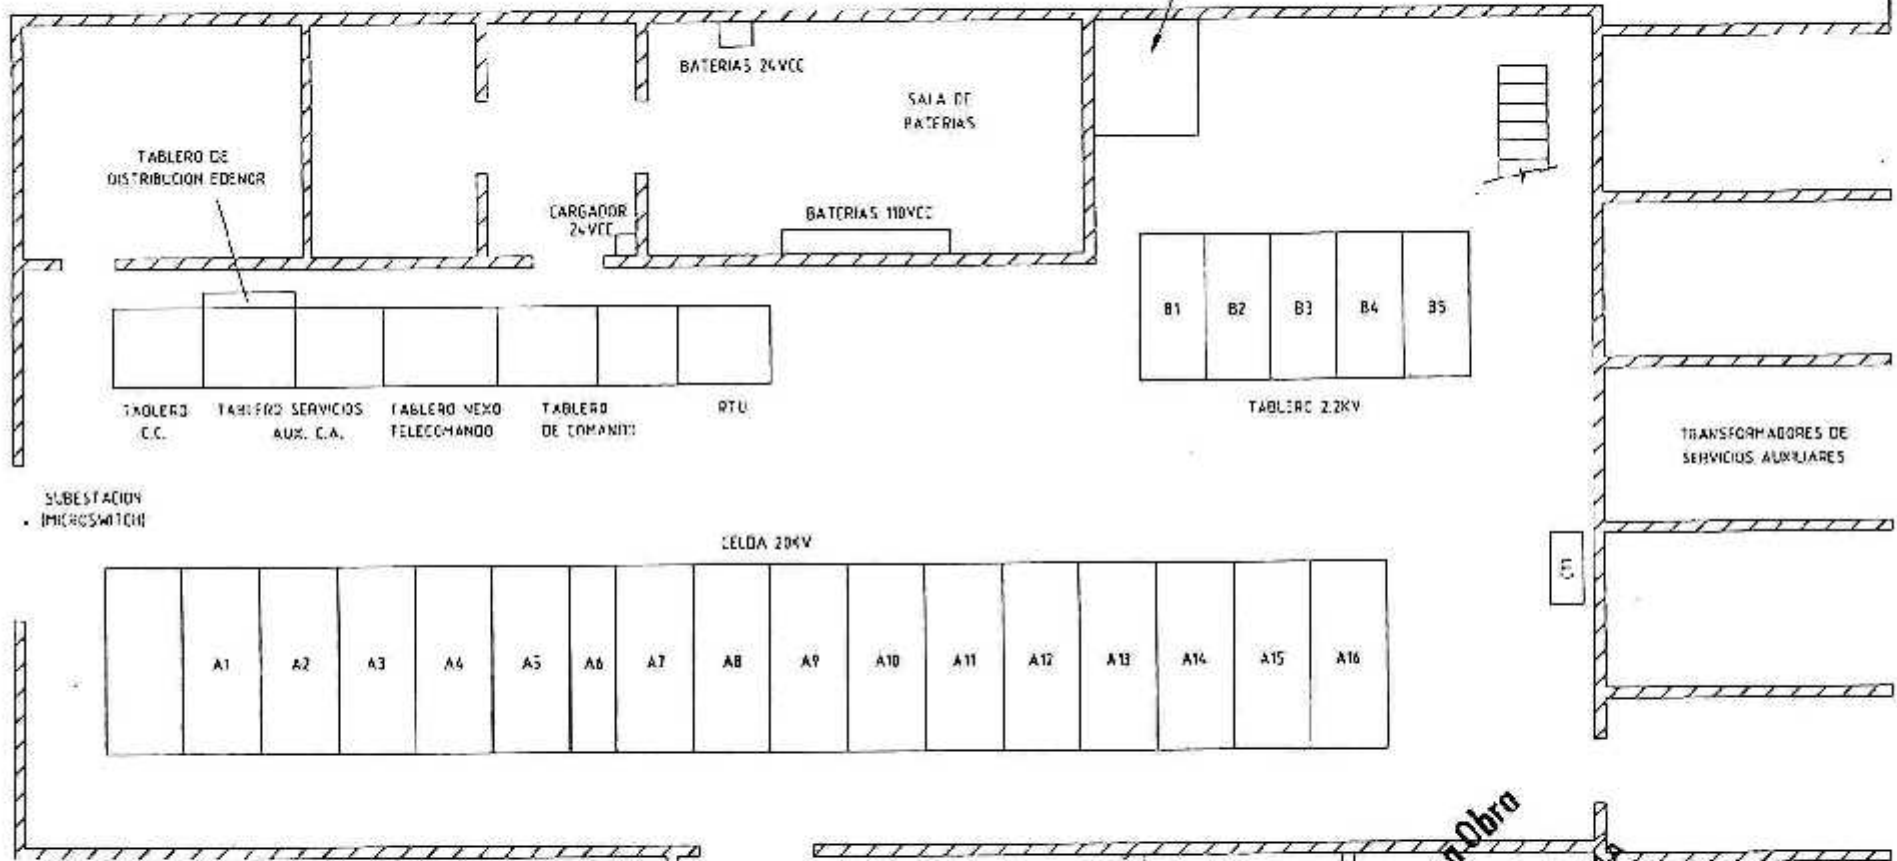 BATERIAS 24VCC
SALA DE
BATERIAS
TABLERO DE
DISTRIBUCION EDENOR
CARGADOR
24VCC
BATERIAS 110VCC
B1 B2 B3 B4 B5
TABLERO
C.C.
TABLERO SERVICIOS
AUX. C.A.
TABLERO NEXO
TELECOMANDO
TABLERO
DE COMANDO
RTU
TABLERO 2.2KV
TRANSFORMADORES DE
SERVICIOS AUXILIARES
SUBESTACION
(MICROSWITCH)
CELDA 20KV
A1 A2 A3 A4 A5 A6 A7 A8 A9 A10 A11 A12 A13 A14 A15 A16
Obra